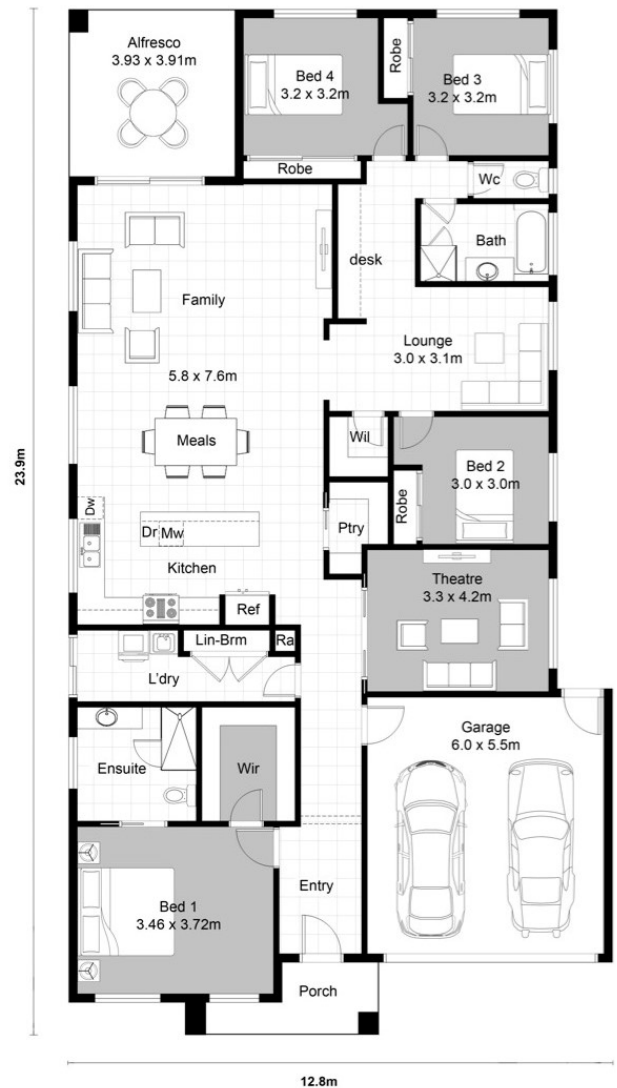 Alfresco
3.93 x 3.91m
Bed 4
3.2 x 3.2m
Robe
Bed 3
3.2 x 3.2m
Robe
Wc
Bath
desk
Family
Lounge
3.0 x 3.1m
5.8 x 7.6m
Meals
Wil
Bed 2
3.0 x 3.0m
Robe
Dw
Dr
Mw
Ptry
Kitchen
Ref
Theatre
3.3 x 4.2m
Lin-Brm
Ra
L'dry
Garage
6.0 x 5.5m
Ensuite
Wir
Entry
Bed 1
3.46 x 3.72m
Porch
23.9m
12.8m